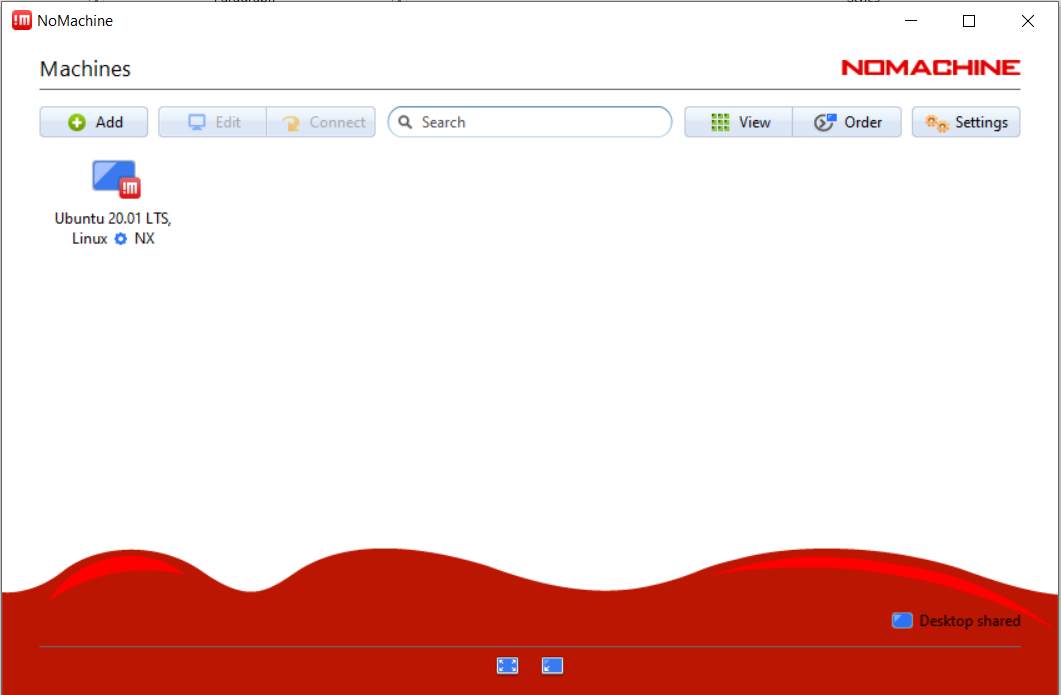 NoMachine
Machines
NOMACHINE
Add
Edit
Connect
Search
View
Order
Settings
!M
Ubuntu 20.01 LTS,
Linux NX
Desktop shared